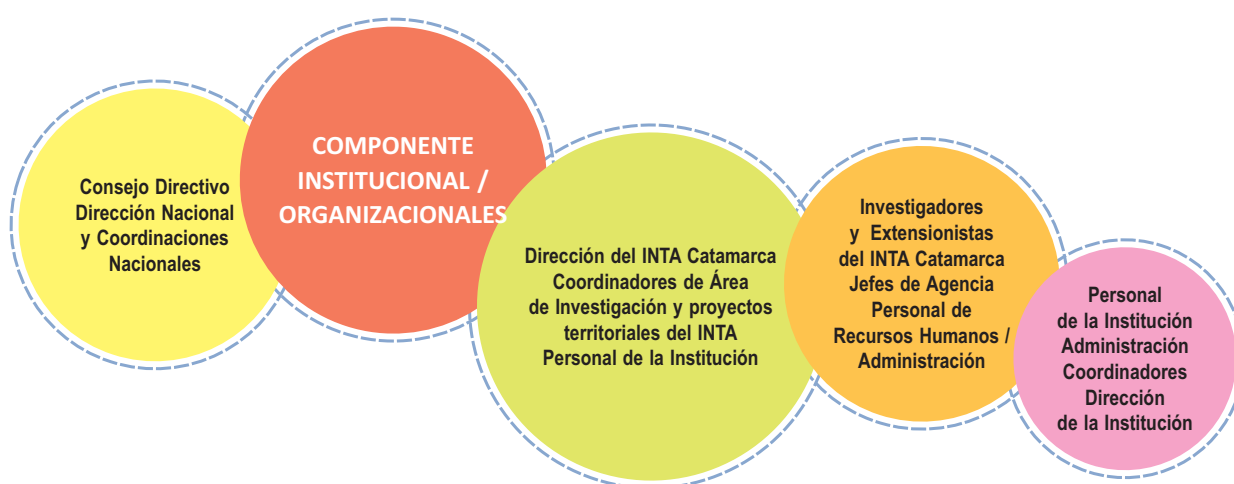 Consejo Directivo
Dirección Nacional
y Coordinaciones
Nacionales
COMPONENTE
INSTITUCIONAL /
ORGANIZACIONALES
Dirección del INTA Catamarca
Coordinadores de Área
de Investigación y proyectos
territoriales del INTA
Personal de la Institución
Investigadores
y Extensionistas
del INTA Catamarca
Jefes de Agencia
Personal de
Recursos Humanos /
Administración
Personal
de la Institución
Administración
Coordinadores
Dirección
de la Institución